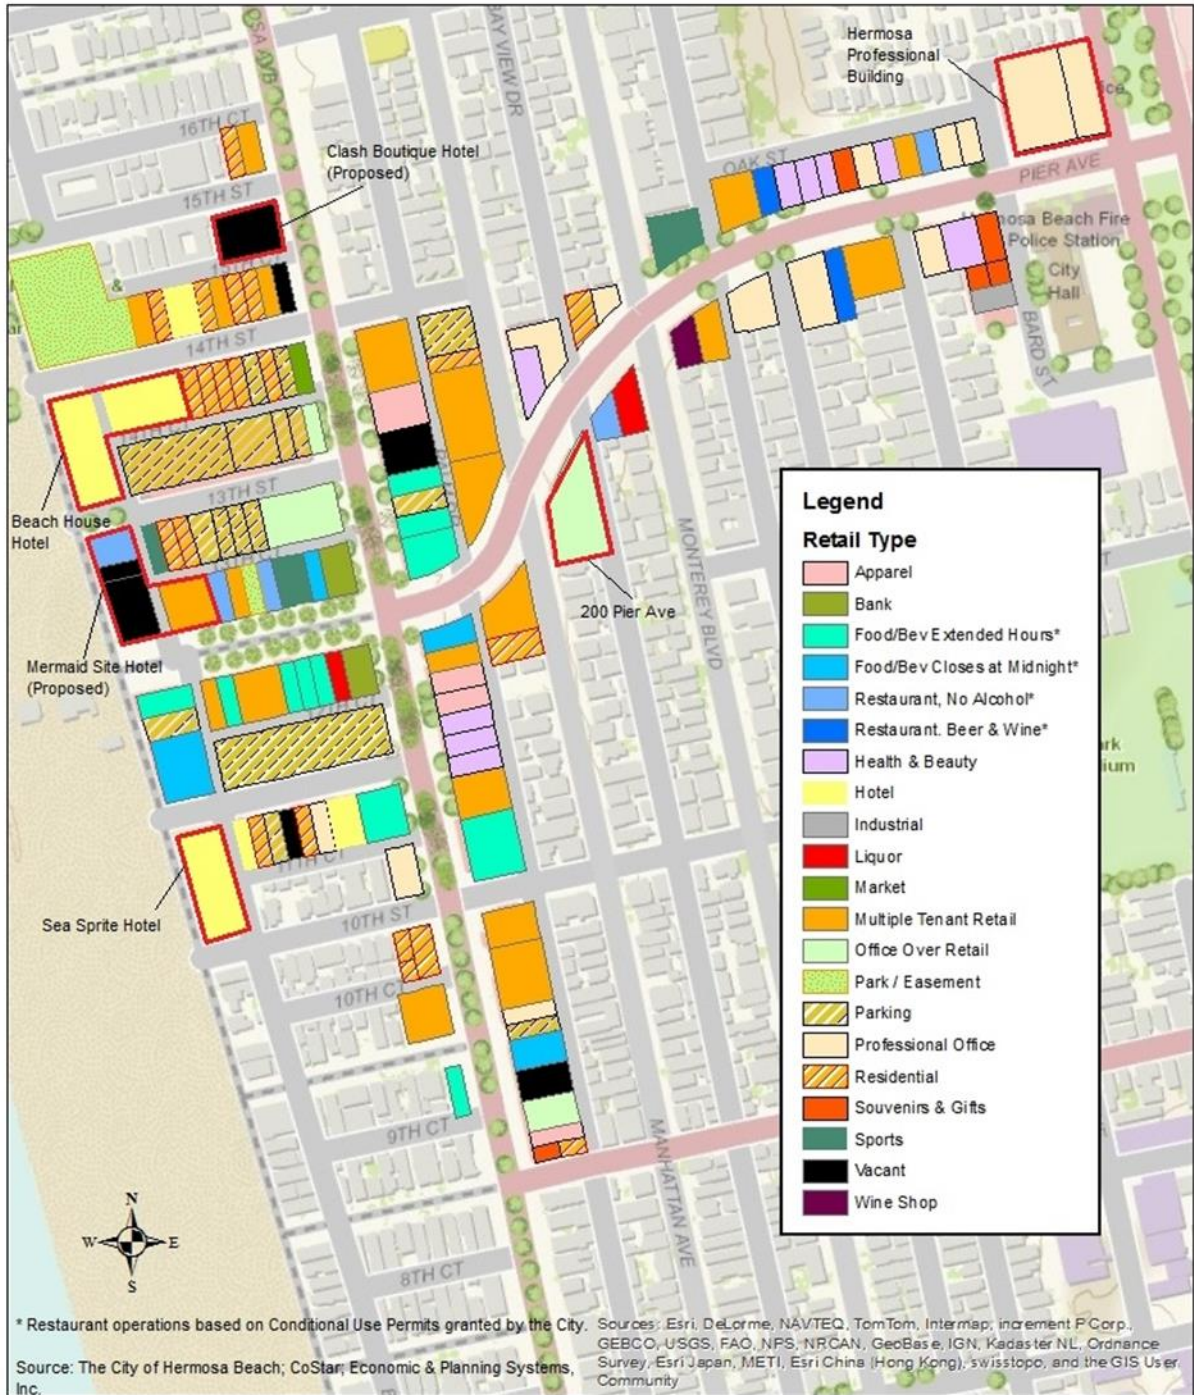 SA AVE
BAY VIEW DR
Hermosa
Professional
Building
16TH CT
Clash Boutique Hotel
(Proposed)
15TH ST
OAK ST
PIER AVE
Hermosa Beach Fire
Police Station
City
Hall
&
14TH ST
BARD ST
13TH ST
Beach House
Hotel
MONTEREY BLVD
200 Pier Ave
Mermaid Site Hotel
(Proposed)
Sea Sprite Hotel
11TH CT
10TH ST
10TH CT
9TH CT
MANHATTAN AVE
8TH CT
Legend
Retail Type
Apparel
Bank
Food/Bev Extended Hours*
Food/Bev Closes at Midnight*
Restaurant, No Alcohol*
Restaurant. Beer & Wine*
Health & Beauty
Hotel
Industrial
Liquor
Market
Multiple Tenant Retail
Office Over Retail
Park / Easement
Parking
Professional Office
Residential
Souvenirs & Gifts
Sports
Vacant
Wine Shop
N
W E
S
* Restaurant operations based on Conditional Use Permits granted by the City.
Source: The City of Hermosa Beach; CoStar; Economic & Planning Systems,
Inc.
Sources: Esri, DeLorme, NAVTEQ, TomTom, Intermap, increment P Corp.,
GEBCO, USGS, FAO, NPS, NRCAN, GeoBase, IGN, Kadaster NL, Ordnance
Survey, Esri Japan, METI, Esri China (Hong Kong), swisstopo, and the GIS User
Community